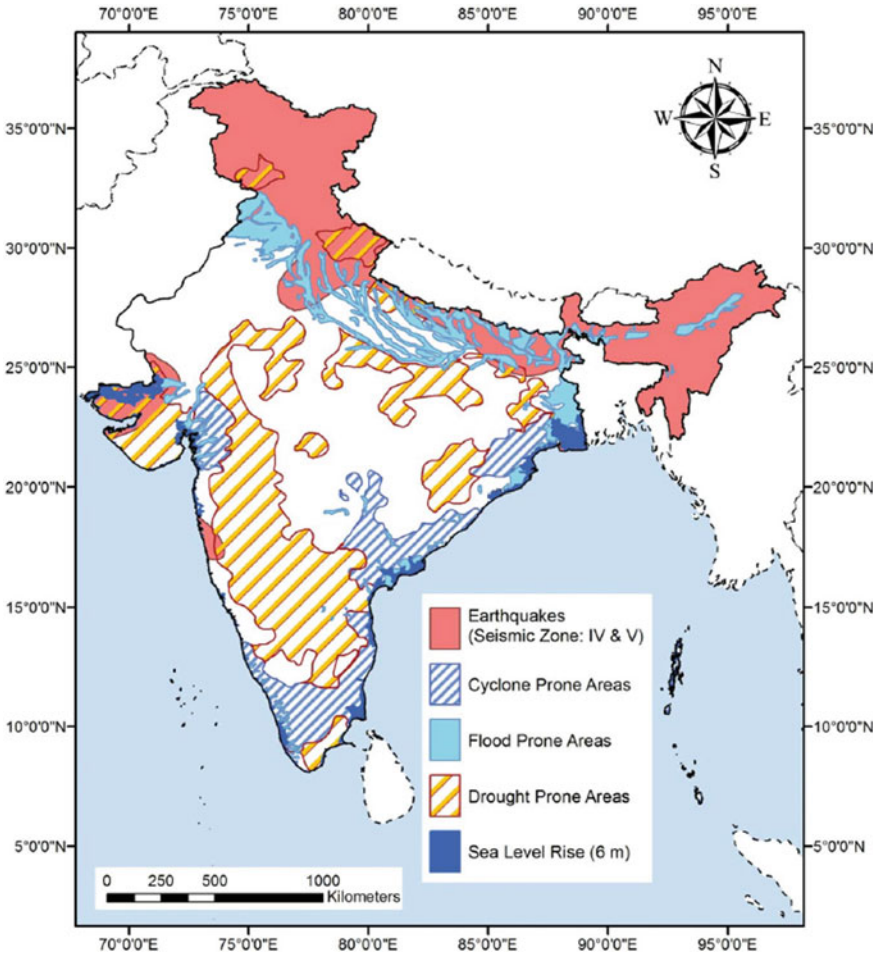 70°0'0"E 75°0'0"E 80°0'0"E 85°0'0"E 90°0'0"E 95°0'0"E
N
W E
S
35°0'0"N 35°0'0"N
30°0'0"N 30°0'0"N
25°0'0"N 25°0'0"N
20°0'0"N 20°0'0"N
15°0'0"N 15°0'0"N
10°0'0"N 10°0'0"N
5°0'0"N 5°0'0"N
Earthquakes
(Seismic Zone: IV & V)
Cyclone Prone Areas
Flood Prone Areas
Drought Prone Areas
Sea Level Rise (6 m)
0 250 500 1000
Kilometers
70°0'0"E 75°0'0"E 80°0'0"E 85°0'0"E 90°0'0"E 95°0'0"E